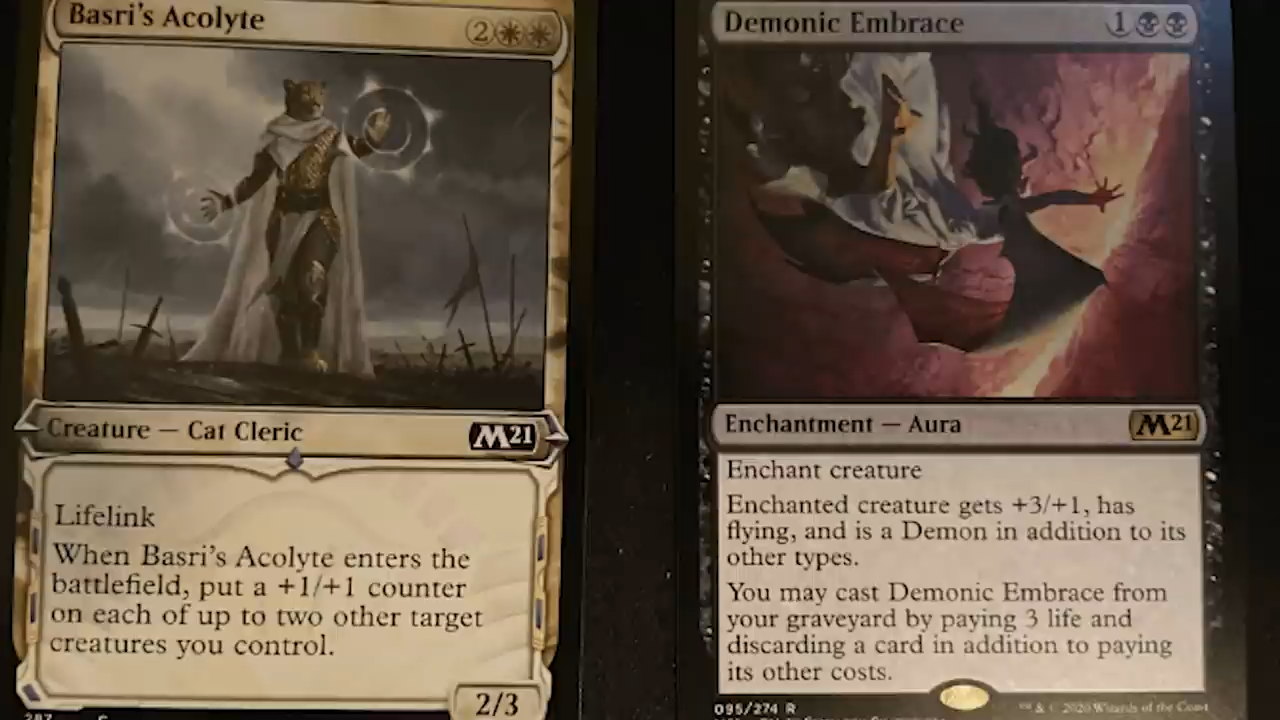 Basri's Acolyte
2
Creature — Cat Cleric
M21
Lifelink
When Basri's Acolyte enters the
battlefield, put a +1/+1 counter
on each of up to two other target
creatures you control.
2/3
Demonic Embrace
1
Enchantment — Aura
M21
Enchant creature
Enchanted creature gets +3/+1, has
flying, and is a Demon in addition to its
other types.
You may cast Demonic Embrace from
your graveyard by paying 3 life and
discarding a card in addition to paying
its other costs.
095/274 R
™ & © 2020 Wizards of the Coast